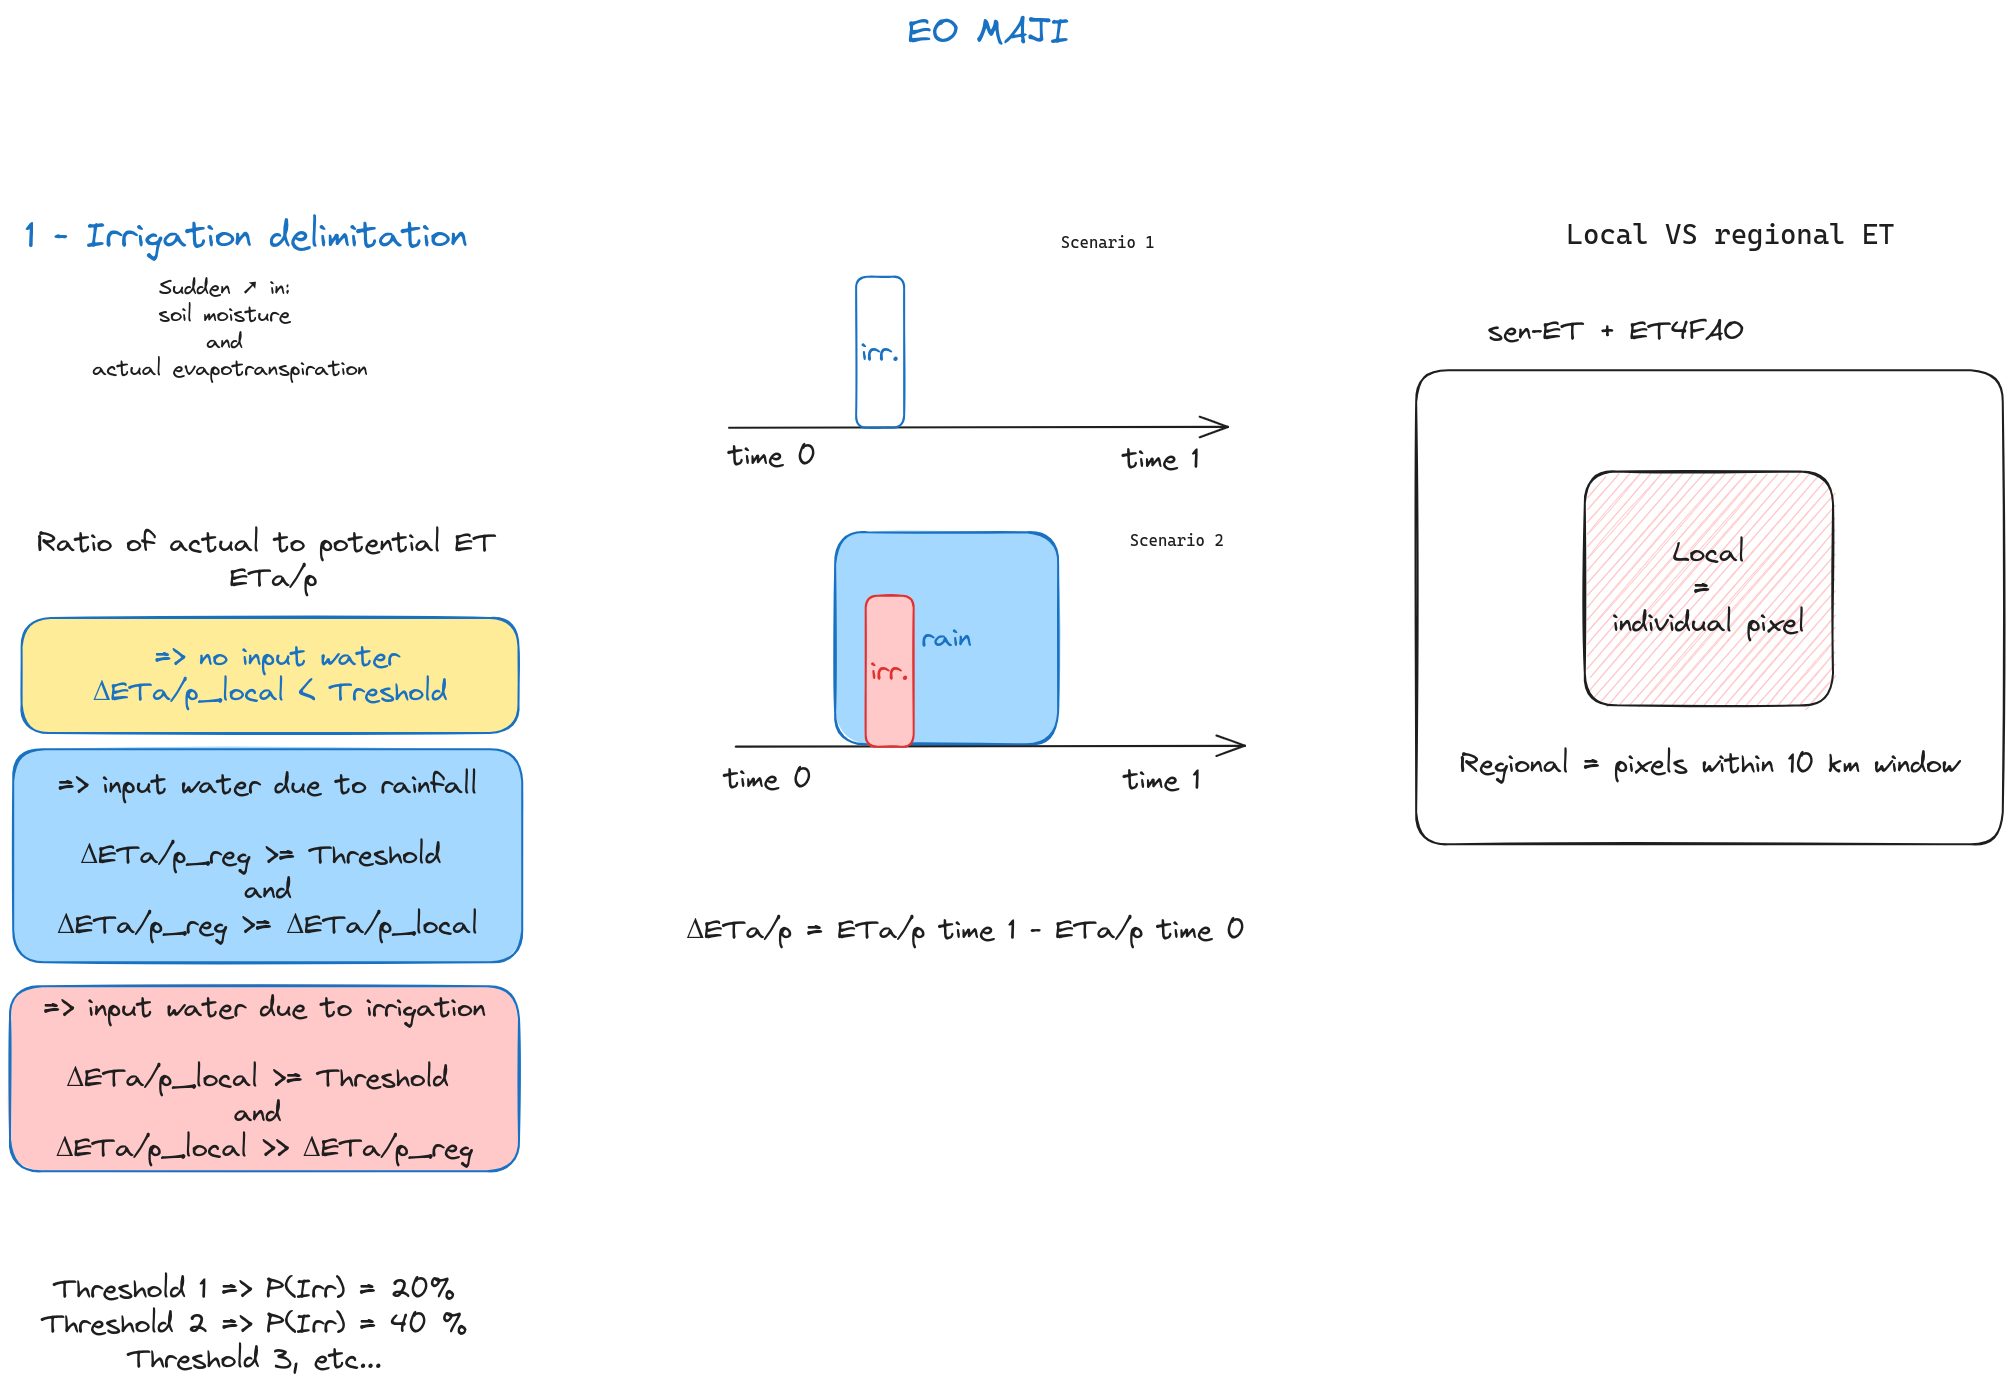 EO MAJI
1 - Irrigation delimitation
Sudden ↗ in:
soil moisture
and
actual evapotranspiration
Ratio of actual to potential ET
ETa/p
=> no input water
ΔETa/p_local < Treshold
=> input water due to rainfall
ΔETa/p_reg >= Threshold
and
ΔETa/p_reg >= ΔETa/p_local
=> input water due to irrigation
ΔETa/p_local >= Threshold
and
ΔETa/p_local >> ΔETa/p_reg
Threshold 1 => P(Irr) = 20%
Threshold 2 => P(Irr) = 40 %
Threshold 3, etc...
Scenario 1
irr.
time 0
time 1
Scenario 2
rain
irr.
time 0
time 1
ΔETa/p = ETa/p time 1 - ETa/p time 0
Local VS regional ET
sen-ET + ET4FAO
Local
=
individual pixel
Regional = pixels within 10 km window